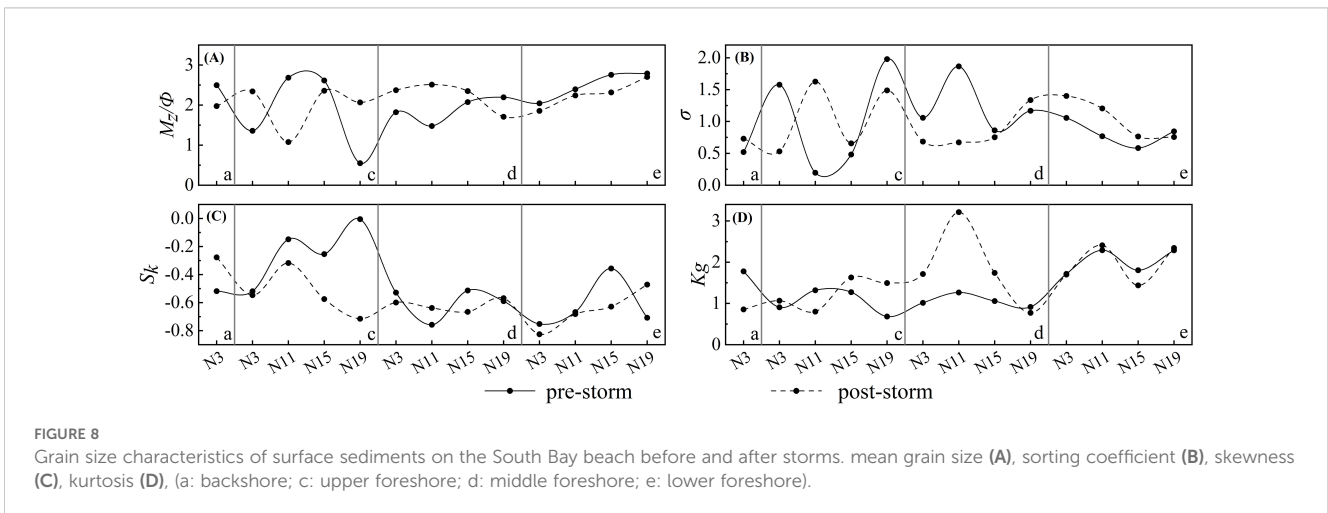 (A)
3
2
1
0
Mz/Φ
a
c
d
e
(B)
2.0
1.5
1.0
0.5
0.0
σ
a
c
d
e
(C)
0.0
-0.2
-0.4
-0.6
-0.8
Sk
a
c
d
e
N3 N3 N11 N15 N19 N3 N11 N15 N19 N3 N11 N15 N19
(D)
3
2
1
0
Kg
a
c
d
e
N3 N3 N11 N15 N19 N3 N11 N15 N19 N3 N11 N15 N19
pre-storm post-storm
FIGURE 8
Grain size characteristics of surface sediments on the South Bay beach before and after storms. mean grain size (A), sorting coefficient (B), skewness
(C), kurtosis (D), (a: backshore; c: upper foreshore; d: middle foreshore; e: lower foreshore).